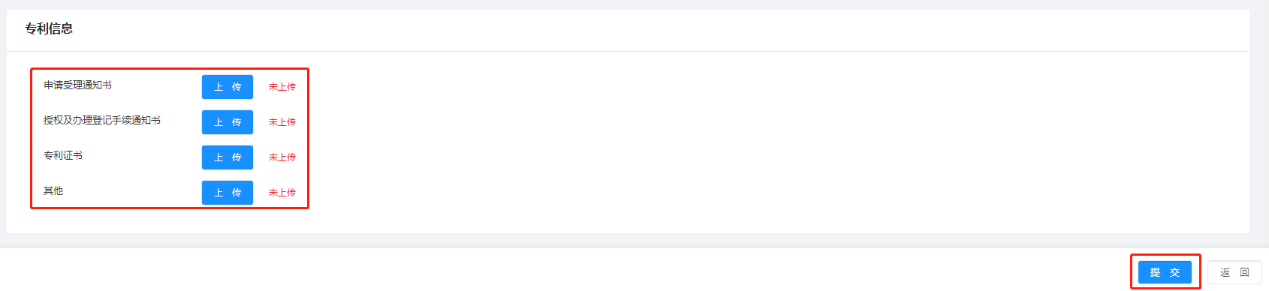 专利信息
申请受理通知书 上 传 未上传
授权及办理登记手续通知书 上 传 未上传
专利证书 上 传 未上传
其他 上 传 未上传
提 交 返 回